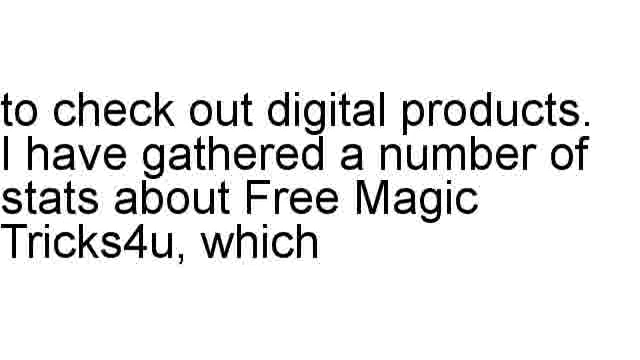 to check out digital products.
I have gathered a number of
stats about Free Magic
Tricks4u, which